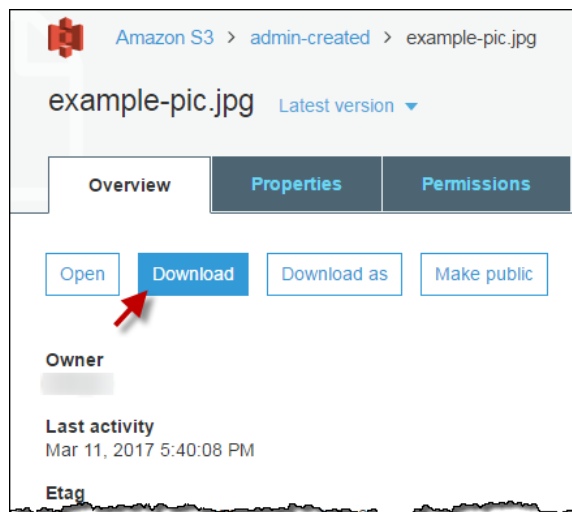 Amazon S3 > admin-created > example-pic.jpg
example-pic.jpg Latest version
Overview Properties Permissions
Open Download Download as Make public
Owner
Last activity
Mar 11, 2017 5:40:08 PM
Etag